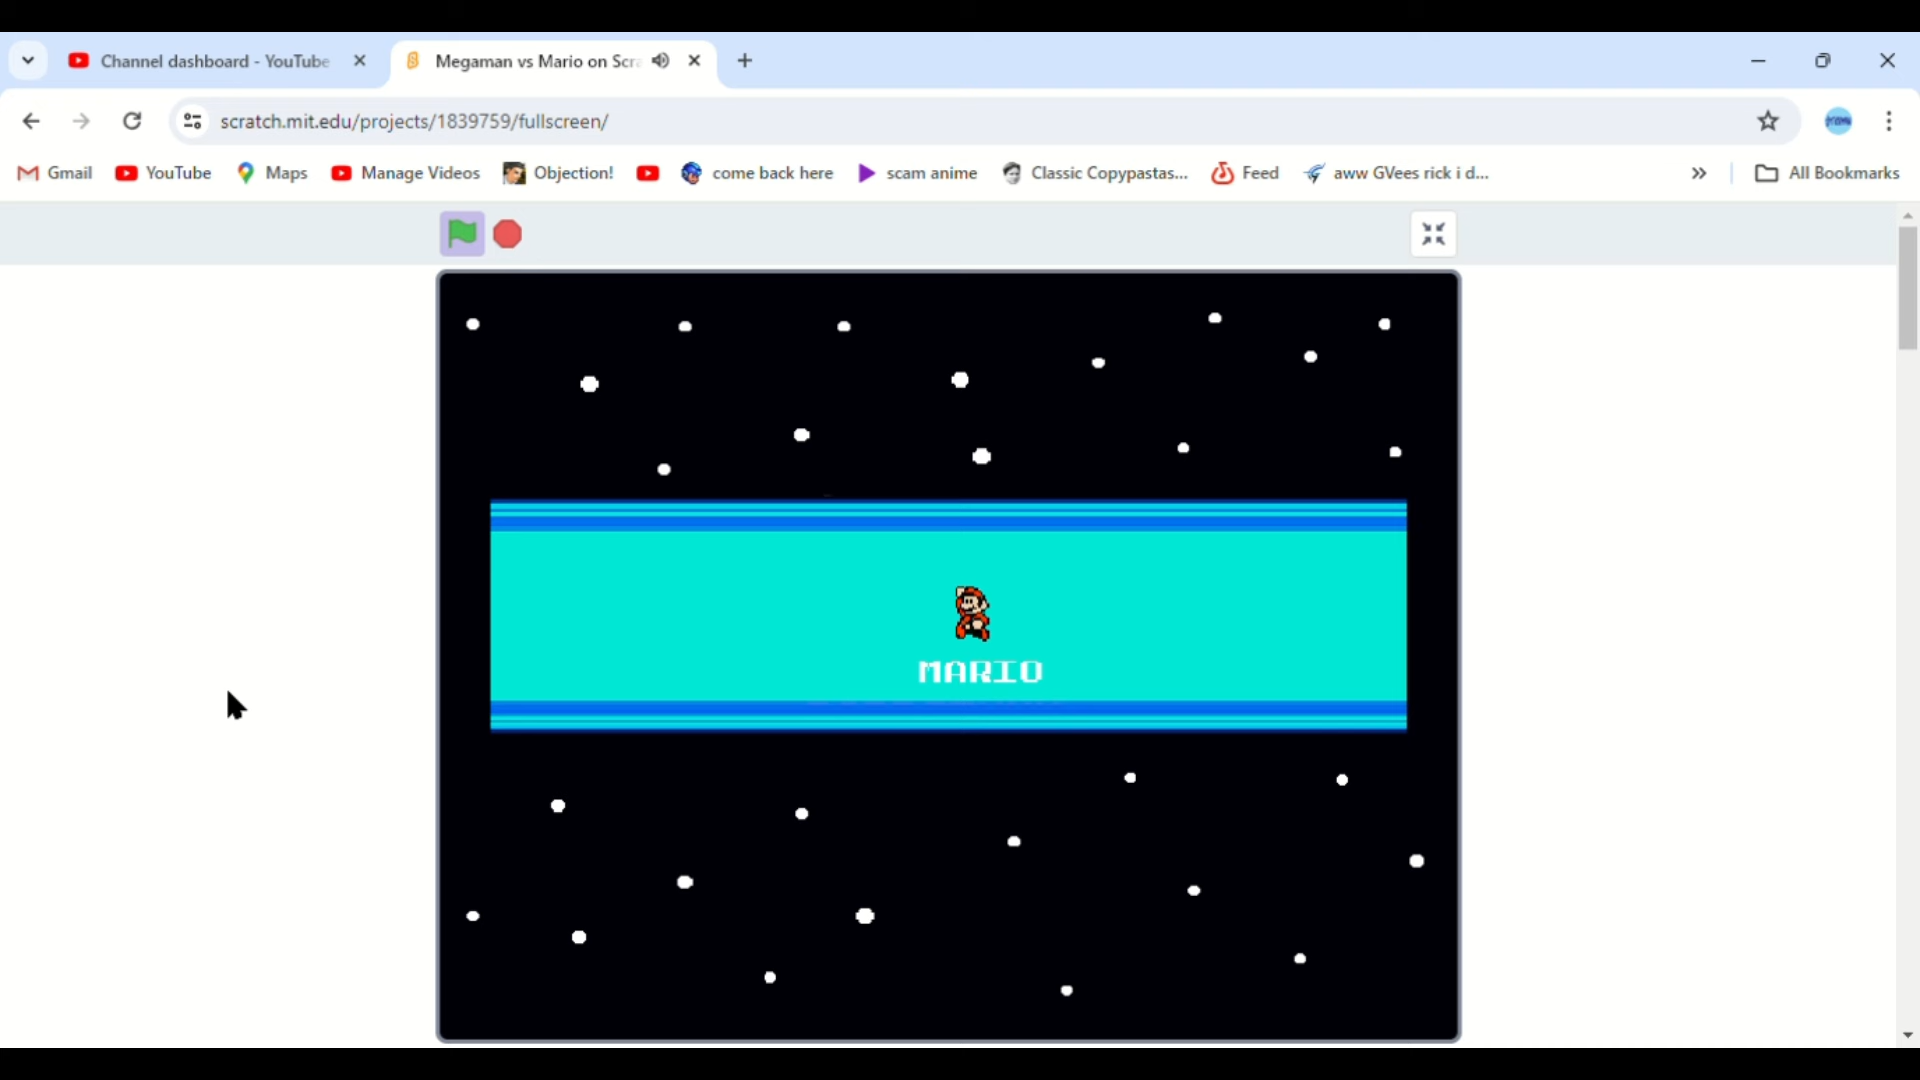 Channel dashboard - YouTube
Megaman vs Mario on Scra
scratch.mit.edu/projects/1839759/fullscreen/
Gmail YouTube Maps Manage Videos Objection! come back here scam anime Classic Copypastas... Feed aww GVees rick i d... » All Bookmarks
MARIO